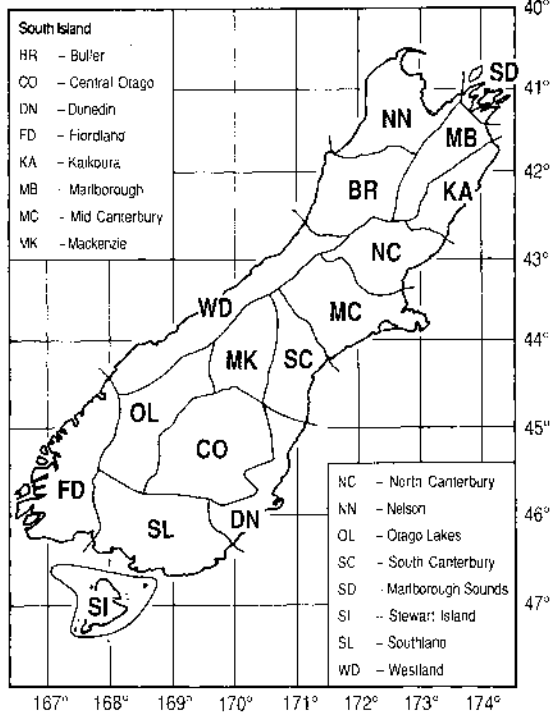 South Island
BR – Buller
CO – Central Otago
DN – Dunedin
FD – Fiordland
KA – Kaikoura
MB - Marlborough
MC - Mid Canterbury
MK – Mackenzie
40°
SD
41°
NN
MB
42°
BR
KA
NC
43°
WD
MC
44°
MK
SC
OL
45°
CO
FD
SL
DN
46°
SI
47°
NC – North Canterbury
NN – Nelson
OL – Otago Lakes
SC – South Canterbury
SD - Marlborough Sounds
SI – Stewart Island
SL – Southland
WD – Westland
167° 168° 169° 170° 171° 172° 173° 174°